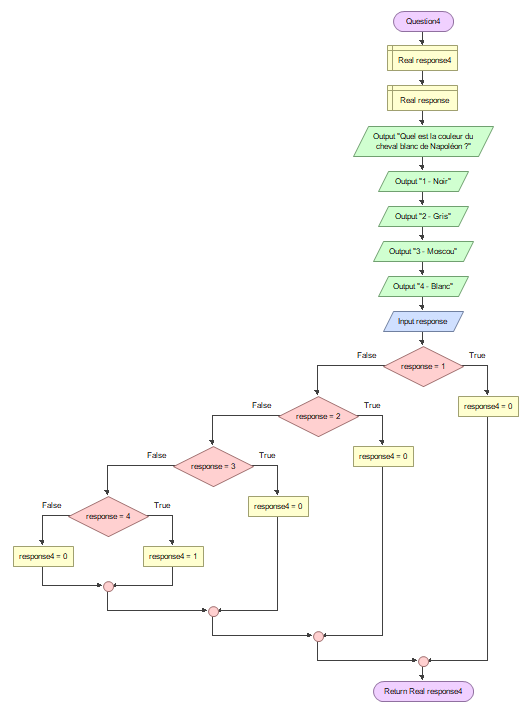 Question4
Real response4
Real response
Output "Quel est la couleur du
cheval blanc de Napoléon ?"
Output "1 - Noir"
Output "2 - Gris"
Output "3 - Moscou"
Output "4 - Blanc"
Input response
False
response = 1
True
response4 = 0
False
response = 2
True
response4 = 0
False
response = 3
True
response4 = 0
False
response = 4
True
response4 = 0
response4 = 1
Return Real response4